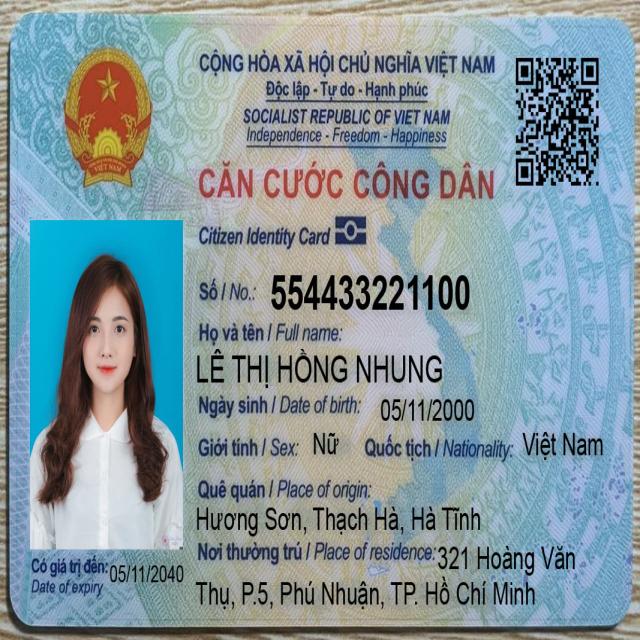 CỘNG HÒA XÃ HỘI CHỦ NGHĨA VIỆT NAM
Độc lập - Tự do - Hạnh phúc
SOCIALIST REPUBLIC OF VIET NAM
Independence - Freedom - Happiness
CĂN CƯỚC CÔNG DÂN
Citizen Identity Card
Số / No.: 554433221100
Họ và tên / Full name:
LÊ THỊ HỒNG NHUNG
Ngày sinh / Date of birth: 05/11/2000
Giới tính / Sex: Nữ Quốc tịch / Nationality: Việt Nam
Quê quán / Place of origin:
Hương Sơn, Thạch Hà, Hà Tĩnh
Nơi thường trú / Place of residence: 321 Hoàng Văn
Thụ, P.5, Phú Nhuận, TP. Hồ Chí Minh
Có giá trị đến: 05/11/2040
Date of expiry